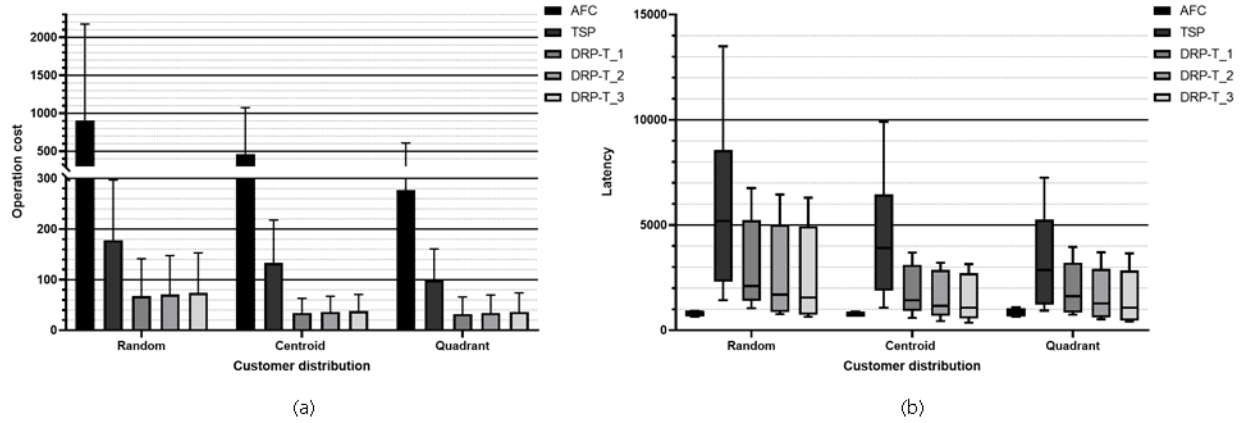 Operation cost
2000
1500
1000
500
300
200
100
0
Random
Centroid
Quadrant
Customer distribution
AFC
TSP
DRP-T_1
DRP-T_2
DRP-T_3
(a)
Latency
15000
10000
5000
0
Random
Centroid
Quadrant
Customer distribution
AFC
TSP
DRP-T_1
DRP-T_2
DRP-T_3
(b)